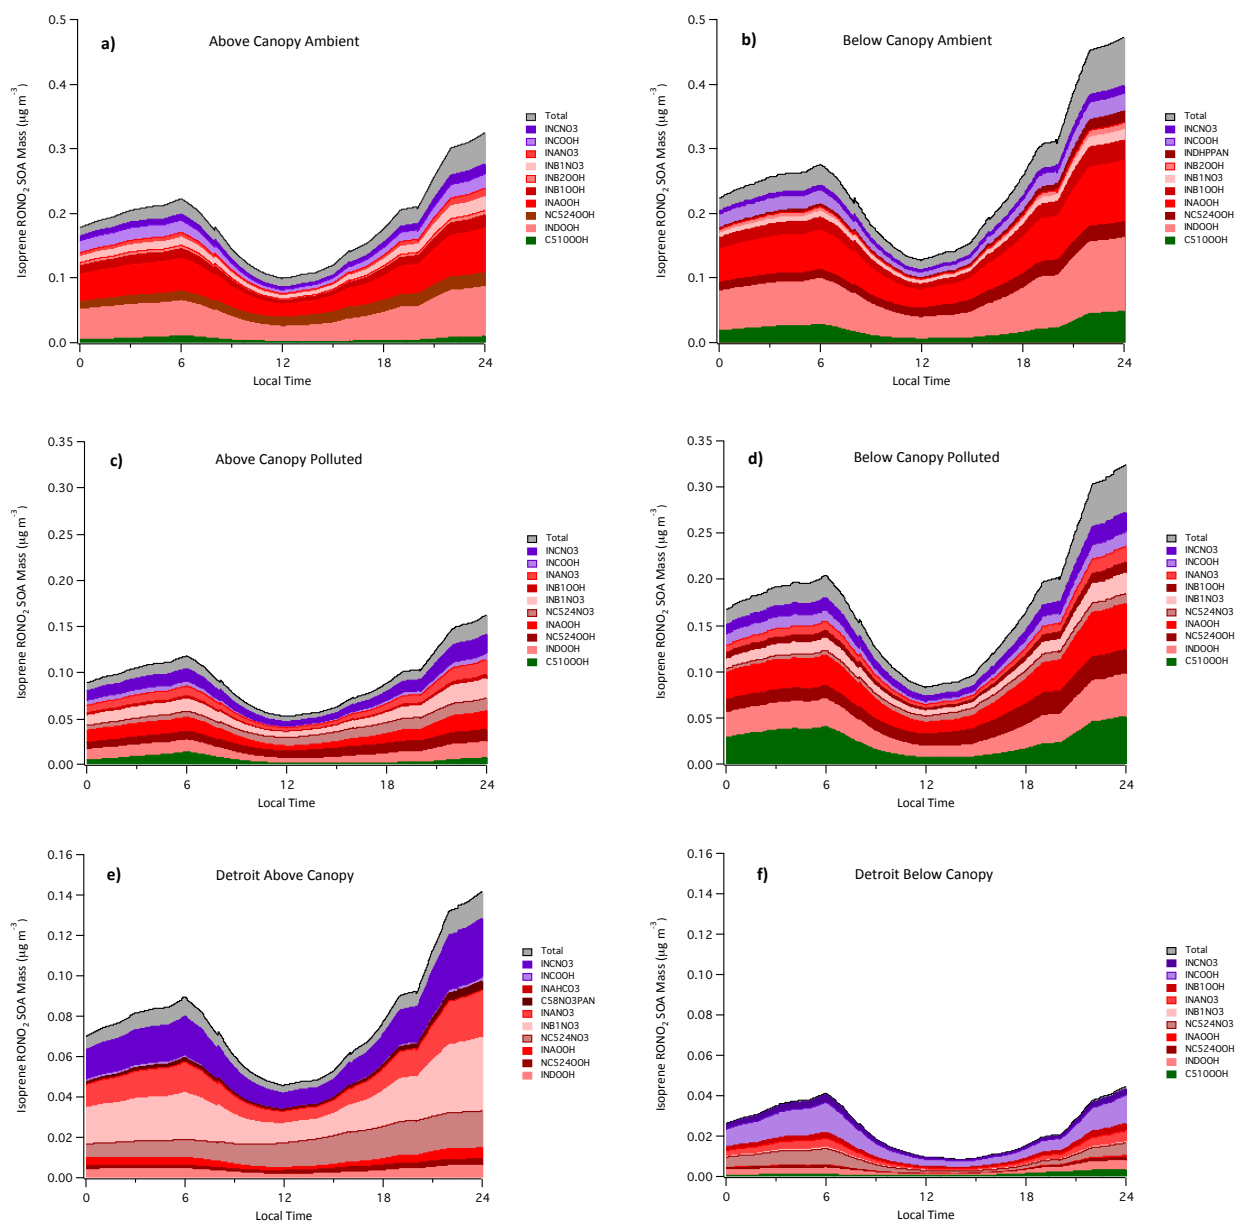 a)
Above Canopy Ambient
Isoprene RONO2 SOA Mass (µg m-3)
0.5
0.4
0.3
0.2
0.1
0.0
0 6 12 18 24
Local Time
Total
INCNO3
INCOOH
INANO3
INB1NO3
INB2OOH
INB1OOH
INAOOH
NC524OOH
INDOOH
C510OOH
b)
Below Canopy Ambient
Isoprene RONO2 SOA Mass (µg m-3)
0.5
0.4
0.3
0.2
0.1
0.0
0 6 12 18 24
Local Time
Total
INCNO3
INCOOH
INDHPPAN
INB2OOH
INB1NO3
INB1OOH
INAOOH
NC524OOH
INDOOH
C510OOH
c)
Above Canopy Polluted
Isoprene RONO2 SOA Mass (µg m-3)
0.35
0.30
0.25
0.20
0.15
0.10
0.05
0.00
0 6 12 18 24
Local Time
Total
INCNO3
INCOOH
INANO3
INB1OOH
INB1NO3
NC524NO3
INAOOH
NC524OOH
INDOOH
C510OOH
d)
Below Canopy Polluted
Isoprene RONO2 SOA Mass (µg m-3)
0.35
0.30
0.25
0.20
0.15
0.10
0.05
0.00
0 6 12 18 24
Local Time
Total
INCNO3
INCOOH
INANO3
INB1OOH
INB1NO3
NC524NO3
INAOOH
NC524OOH
INDOOH
C510OOH
e)
Detroit Above Canopy
Isoprene RONO2 SOA Mass (µg m-3)
0.16
0.14
0.12
0.10
0.08
0.06
0.04
0.02
0.00
0 6 12 18 24
Local Time
Total
INCNO3
INCOOH
INAHCO3
C58NO3PAN
INANO3
INB1NO3
NC524NO3
INAOOH
NC524OOH
INDOOH
f)
Detroit Below Canopy
Isoprene RONO2 SOA Mass (µg m-3)
0.16
0.14
0.12
0.10
0.08
0.06
0.04
0.02
0.00
0 6 12 18 24
Local Time
Total
INCNO3
INCOOH
INB1OOH
INANO3
INB1NO3
NC524NO3
INAOOH
NC524OOH
INDOOH
C510OOH